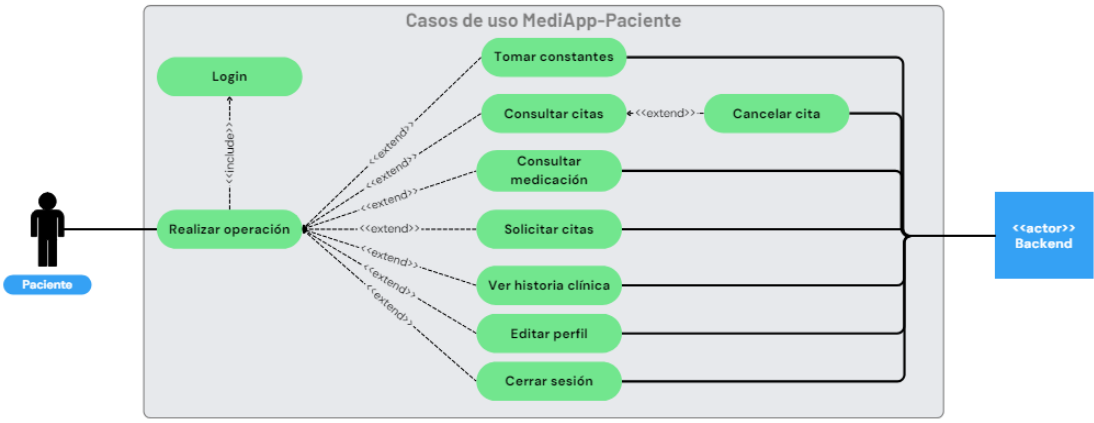 Casos de uso MediApp-Paciente
Tomar constantes
Login
<<extend>>
Consultar citas
<<extend>>
Cancelar cita
<<extend>>
<<include>>
Consultar
medicación
<<extend>>
Realizar operación
<<extend>>
Solicitar citas
<<actor>>
Backend
<<extend>>
Ver historia clínica
Paciente
<<extend>>
Editar perfil
<<extend>>
Cerrar sesión